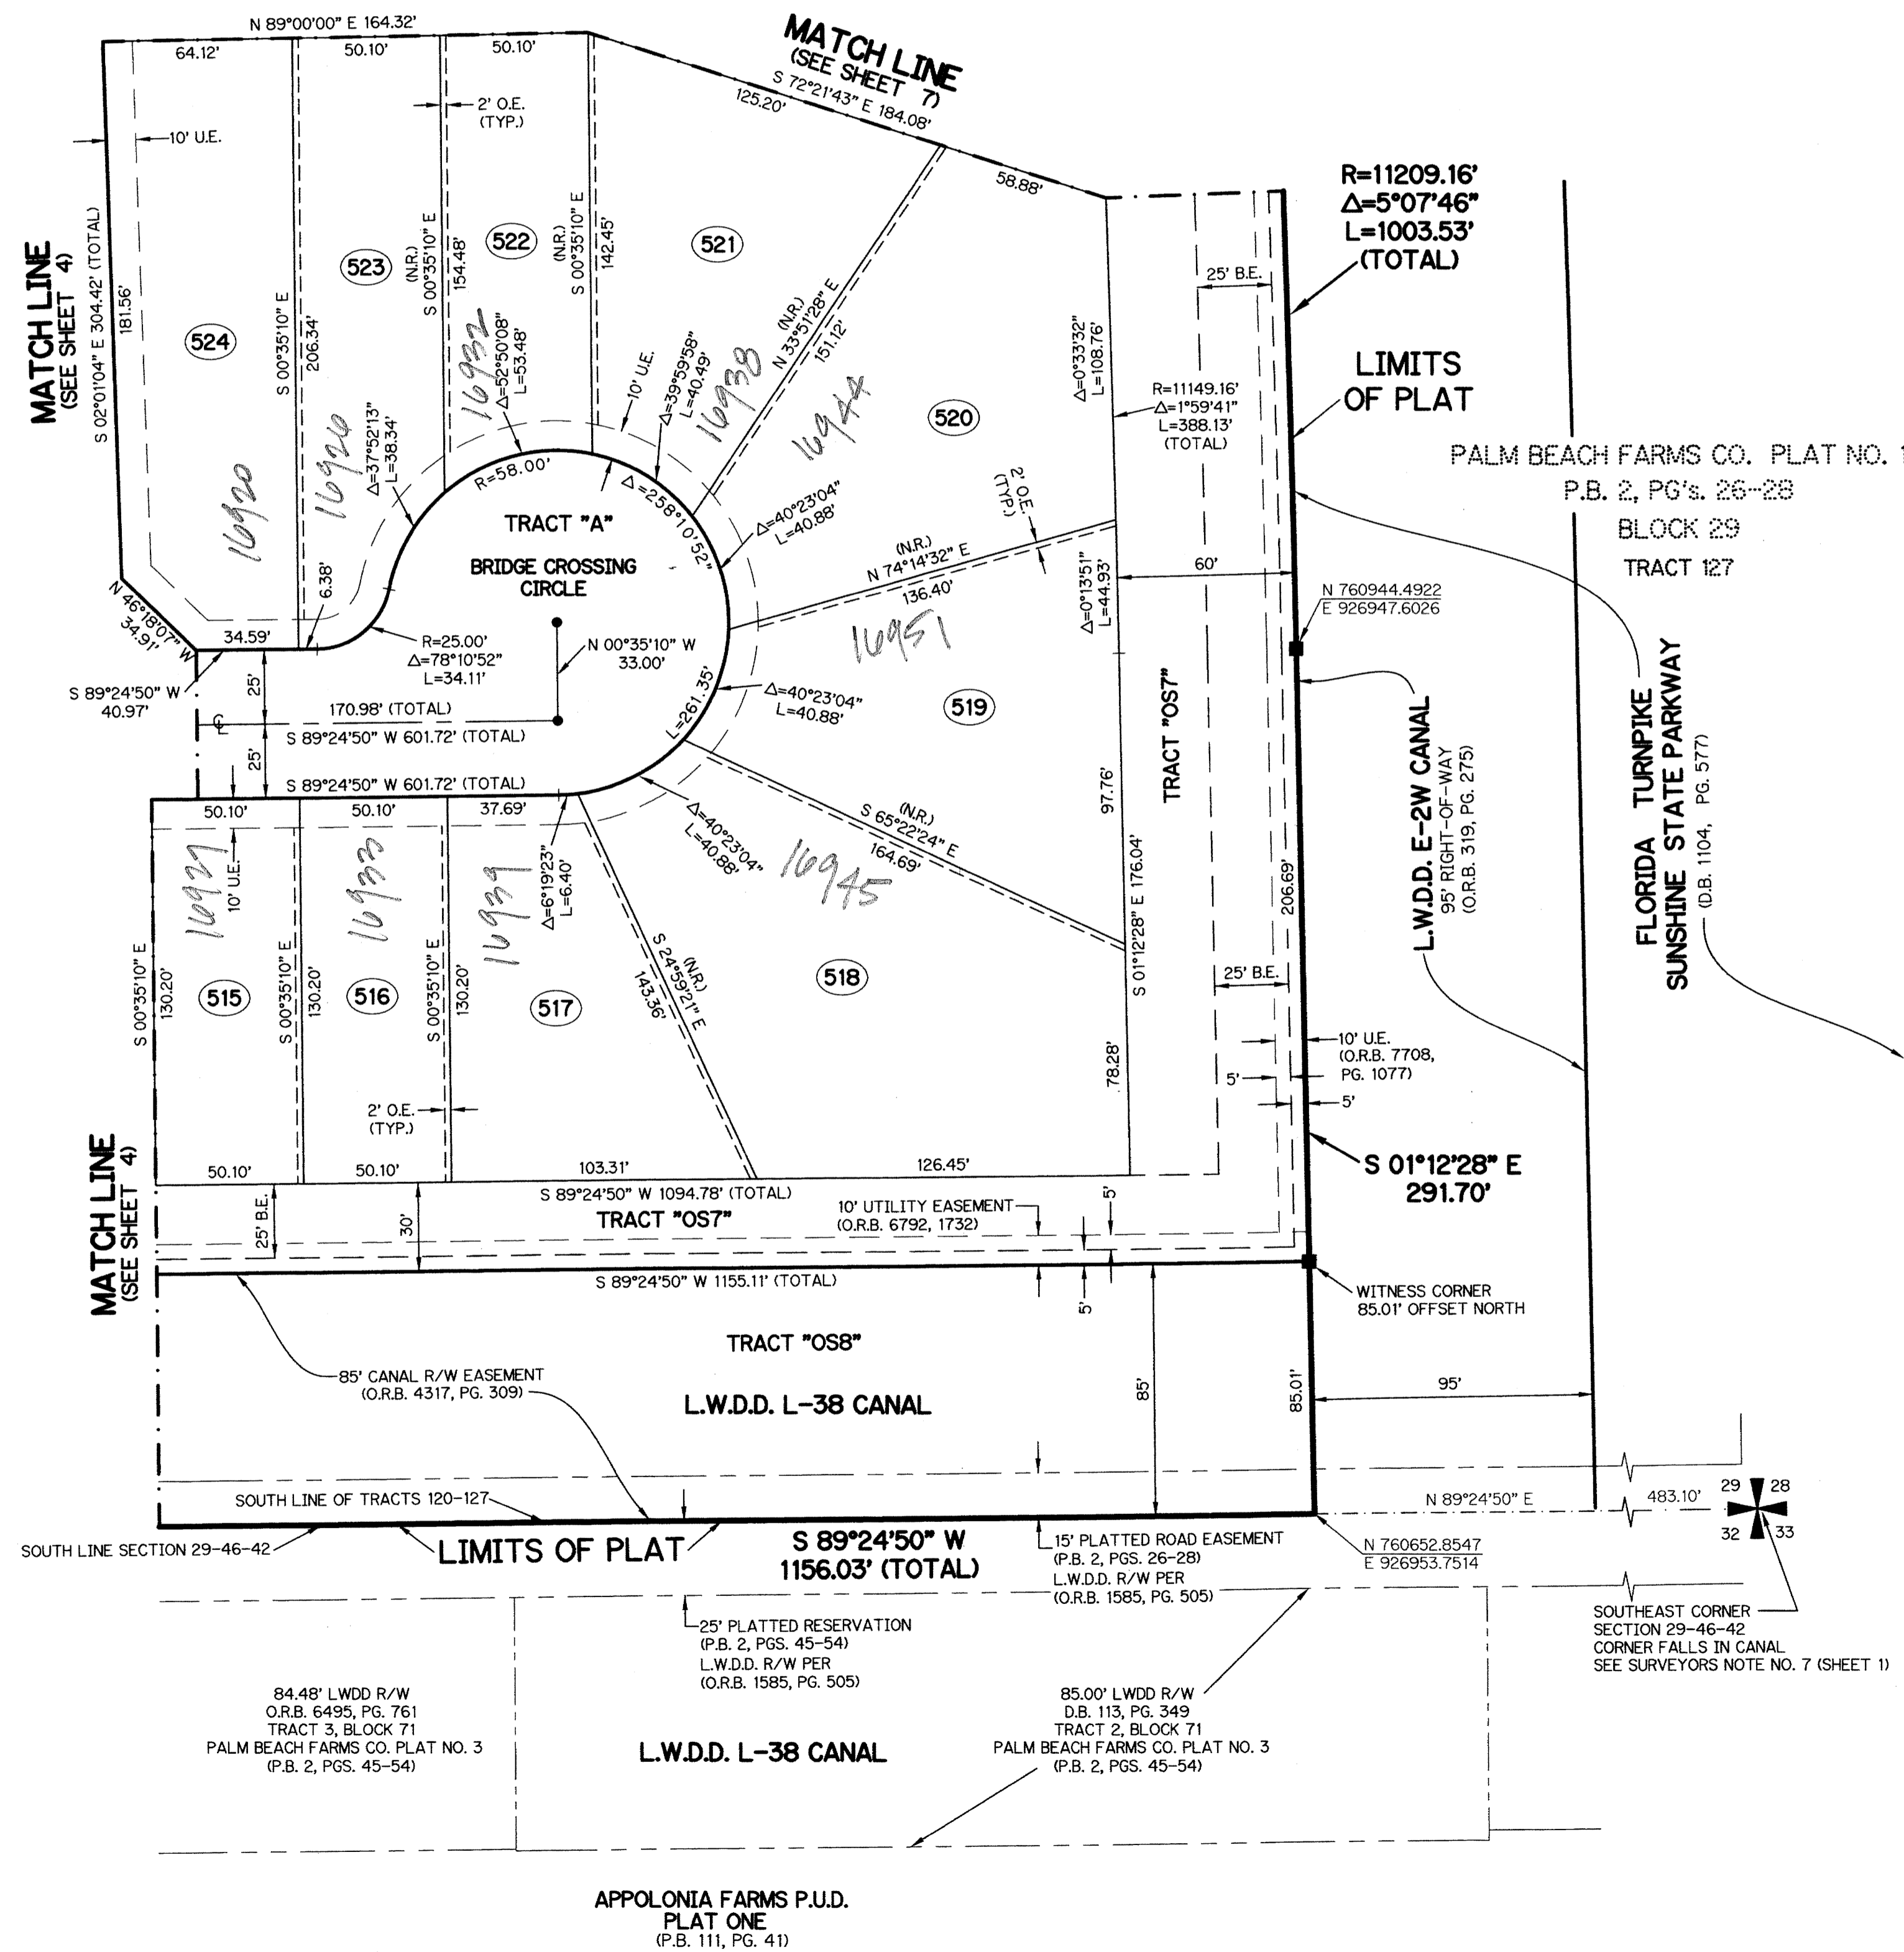 N 89°00'00" E 164.32'
64.12'
50.10'
50.10'
MATCH LINE
(SEE SHEET 7)
S 72°21'43" E 184.08'
125.20'
58.88'
2' O.E.
(TYP.)
10' U.E.
MATCH LINE
(SEE SHEET 4)
S 02°01'04" E 304.42' (TOTAL)
181.56'
524
S 00°35'10" E
206.34'
523
(N.R.)
S 00°35'10" E
154.48'
522
(N.R.)
S 00°35'10" E
142.45'
521
(N.R.)
N 33°51'28" E
151.12'
520
Δ=0°33'32"
L=108.76'
R=11149.16'
Δ=1°59'41"
L=388.13'
(TOTAL)
25' B.E.
R=11209.16'
Δ=5°07'46"
L=1003.53'
(TOTAL)
LIMITS
OF PLAT
PALM BEACH FARMS CO. PLAT NO. 1
P.B. 2, PG's. 26-28
BLOCK 29
TRACT 127
16920
16926
Δ=37°52'13"
L=38.34'
16932
Δ=52°50'08"
L=53.48'
10' U.E.
Δ=39°59'58"
L=40.49'
16938
16944
R=58.00'
Δ=258°10'52"
TRACT "A"
BRIDGE CROSSING
CIRCLE
Δ=40°23'04"
L=40.88'
2' O.E.
(TYP.)
(N.R.)
N 74°14'32" E
136.40'
Δ=0°13'51"
L=44.93'
60'
N 760944.4922
E 926947.6026
N 46°18'07" W
34.91'
34.59'
6.38'
R=25.00'
Δ=78°10'52"
L=34.11'
N 00°35'10" W
33.00'
16951
S 89°24'50" W
40.97'
25'
170.98' (TOTAL)
CL
S 89°24'50" W 601.72' (TOTAL)
25'
L=261.35'
Δ=40°23'04"
L=40.88'
519
TRACT "OS7"
97.76'
L.W.D.D. E-2W CANAL
95' RIGHT-OF-WAY
(O.R.B. 319, PG. 275)
FLORIDA TURNPIKE
SUNSHINE STATE PARKWAY
(D.B. 1104, PG. 577)
S 89°24'50" W 601.72' (TOTAL)
50.10'
50.10'
37.69'
16927
10' U.E.
16933
16939
Δ=6°19'23"
L=6.40'
Δ=40°23'04"
L=40.88'
16945
(N.R.)
S 65°22'24" E
164.69'
S 01°12'28" E 176.04'
206.69'
S 00°35'10" E
130.20'
515
S 00°35'10" E
130.20'
516
S 00°35'10" E
130.20'
517
(N.R.)
S 24°59'21" E
143.36'
518
25' B.E.
10' U.E.
(O.R.B. 7708,
PG. 1077)
5'
5'
78.28'
2' O.E.
(TYP.)
MATCH LINE
(SEE SHEET 4)
50.10'
50.10'
103.31'
126.45'
S 01°12'28" E
291.70'
S 89°24'50" W 1094.78' (TOTAL)
25' B.E.
30'
TRACT "OS7"
10' UTILITY EASEMENT
(O.R.B. 6792, 1732)
5'
S 89°24'50" W 1155.11' (TOTAL)
5'
WITNESS CORNER
85.01' OFFSET NORTH
TRACT "OS8"
85' CANAL R/W EASEMENT
(O.R.B. 4317, PG. 309)
L.W.D.D. L-38 CANAL
85'
85.01'
95'
SOUTH LINE OF TRACTS 120-127
N 89°24'50" E
483.10'
29
28
32
33
SOUTH LINE SECTION 29-46-42
LIMITS OF PLAT
S 89°24'50" W
1156.03' (TOTAL)
15' PLATTED ROAD EASEMENT
(P.B. 2, PGS. 26-28)
L.W.D.D. R/W PER
(O.R.B. 1585, PG. 505)
N 760652.8547
E 926953.7514
SOUTHEAST CORNER
SECTION 29-46-42
CORNER FALLS IN CANAL
SEE SURVEYORS NOTE NO. 7 (SHEET 1)
25' PLATTED RESERVATION
(P.B. 2, PGS. 45-54)
L.W.D.D. R/W PER
(O.R.B. 1585, PG. 505)
84.48' LWDD R/W
O.R.B. 6495, PG. 761
TRACT 3, BLOCK 71
PALM BEACH FARMS CO. PLAT NO. 3
(P.B. 2, PGS. 45-54)
L.W.D.D. L-38 CANAL
85.00' LWDD R/W
D.B. 113, PG. 349
TRACT 2, BLOCK 71
PALM BEACH FARMS CO. PLAT NO. 3
(P.B. 2, PGS. 45-54)
APPOLONIA FARMS P.U.D.
PLAT ONE
(P.B. 111, PG. 41)